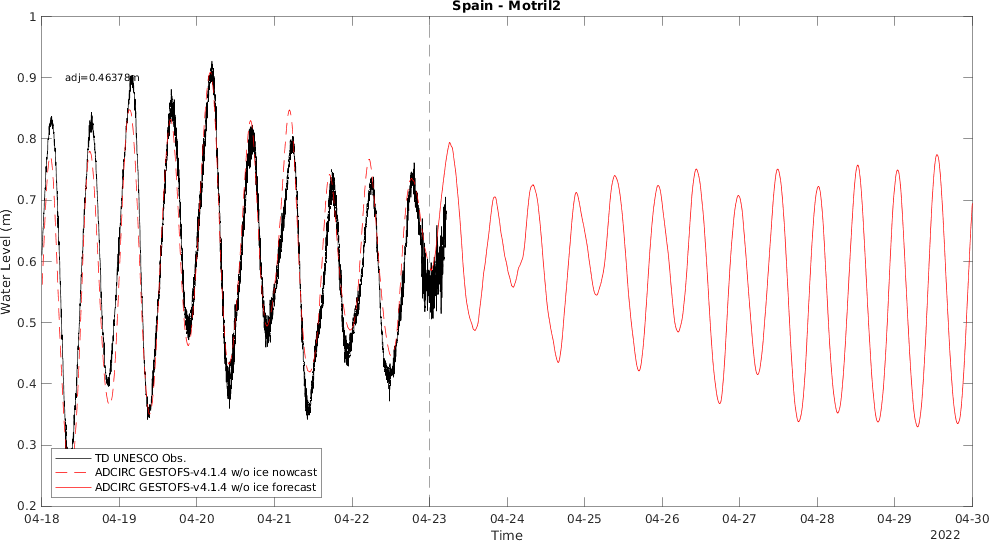 Spain - Motril2
1
0.9
0.8
0.7
0.6
0.5
0.4
0.3
0.2
Water Level (m)
adj=0.46378m
TD UNESCO Obs.
ADCIRC GESTOFS-v4.1.4 w/o ice nowcast
ADCIRC GESTOFS-v4.1.4 w/o ice forecast
04-18 04-19 04-20 04-21 04-22 04-23 04-24 04-25 04-26 04-27 04-28 04-29 04-30
Time
2022